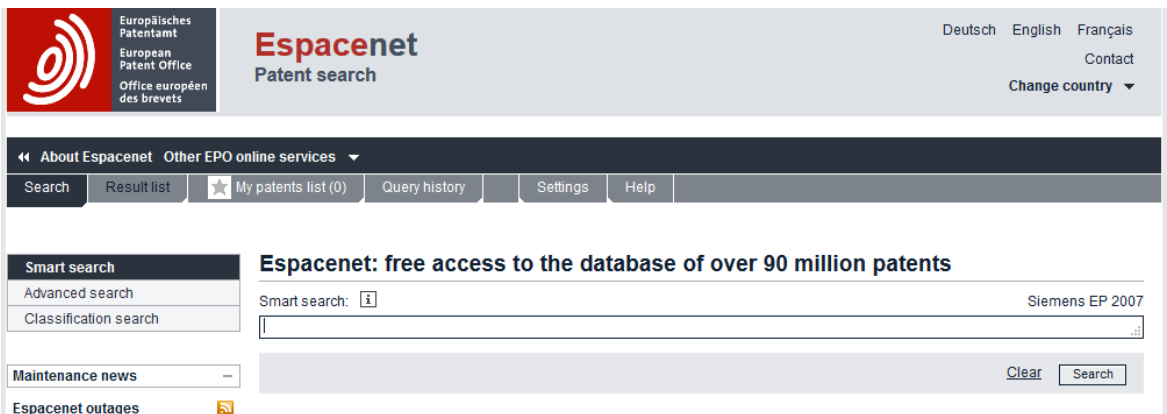 Europäisches
Patentamt
European
Patent Office
Office européen
des brevets
Espacenet
Patent search
Deutsch English Français
Contact
Change country
About Espacenet Other EPO online services
Search Result list My patents list (0) Query history Settings Help
Smart search
Advanced search
Classification search
Espacenet: free access to the database of over 90 million patents
Smart search: i Siemens EP 2007
Clear Search
Maintenance news
Espacenet outages